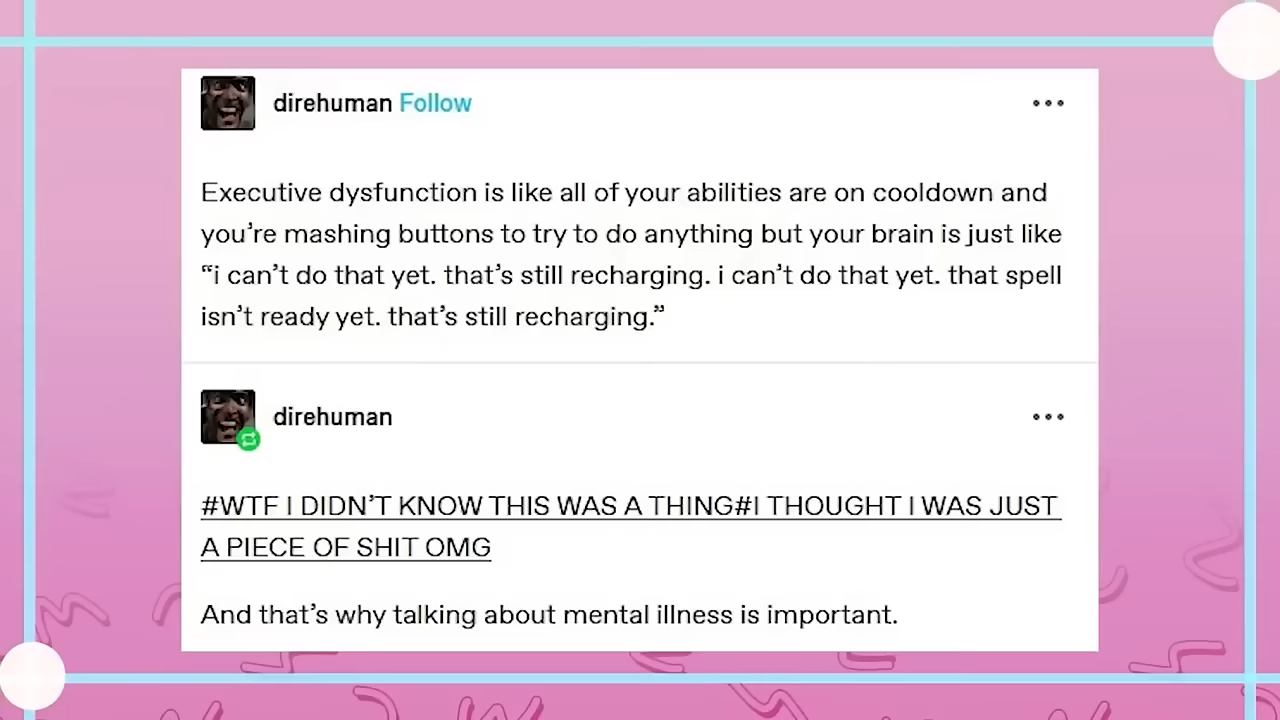 direhuman Follow
Executive dysfunction is like all of your abilities are on cooldown and
you’re mashing buttons to try to do anything but your brain is just like
“i can’t do that yet. that’s still recharging. i can’t do that yet. that spell
isn’t ready yet. that’s still recharging.”
direhuman
#WTF I DIDN’T KNOW THIS WAS A THING#I THOUGHT I WAS JUST
A PIECE OF SHIT OMG
And that’s why talking about mental illness is important.